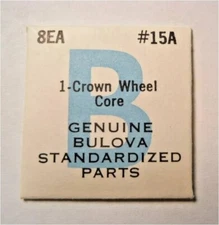 8EA #15A
B
1-Crown Wheel
Core
GENUINE
BULOVA
STANDARDIZED
PARTS